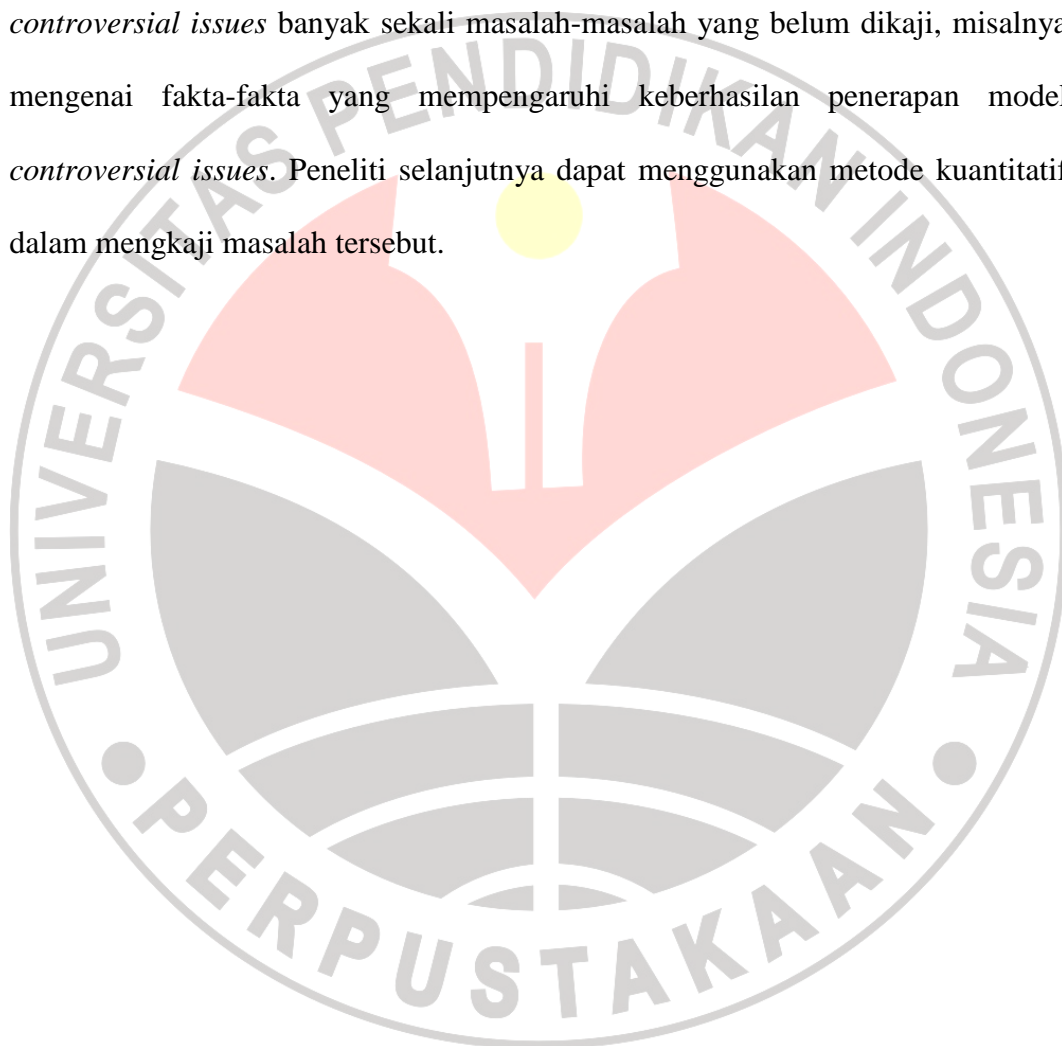 controversial issues banyak sekali masalah-masalah yang belum dikaji, misalnya
mengenai fakta-fakta yang mempengaruhi keberhasilan penerapan model
controversial issues. Peneliti selanjutnya dapat menggunakan metode kuantitatif
dalam mengkaji masalah tersebut.
UNIVERSITAS PENDIDIKAN INDONESIA
PERPUSTAKAAN